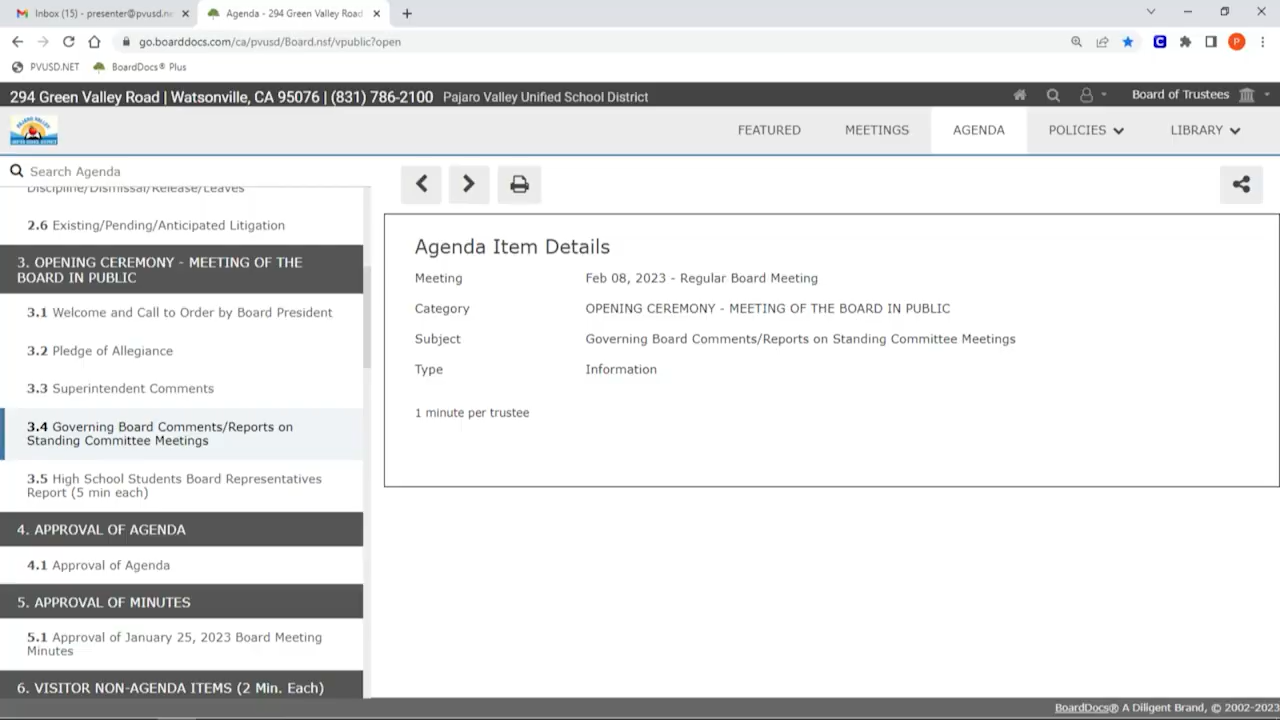 Inbox (15) - presenter@pvusd.ne
Agenda - 294 Green Valley Road
go.boarddocs.com/ca/pvusd/Board.nsf/vpublic?open
P
PVUSD.NET
BoardDocs® Plus
294 Green Valley Road | Watsonville, CA 95076 | (831) 786-2100 Pajaro Valley Unified School District
Board of Trustees
PAJARO VALLEY
FEATURED
MEETINGS
AGENDA
POLICIES
LIBRARY
Search Agenda
Discipline/Dismissal/Release/Leaves
2.6 Existing/Pending/Anticipated Litigation
3. OPENING CEREMONY - MEETING OF THE
BOARD IN PUBLIC
3.1 Welcome and Call to Order by Board President
3.2 Pledge of Allegiance
3.3 Superintendent Comments
3.4 Governing Board Comments/Reports on
Standing Committee Meetings
3.5 High School Students Board Representatives
Report (5 min each)
4. APPROVAL OF AGENDA
4.1 Approval of Agenda
5. APPROVAL OF MINUTES
5.1 Approval of January 25, 2023 Board Meeting
Minutes
6. VISITOR NON-AGENDA ITEMS (2 Min. Each)
Agenda Item Details
Meeting
Feb 08, 2023 - Regular Board Meeting
Category
OPENING CEREMONY - MEETING OF THE BOARD IN PUBLIC
Subject
Governing Board Comments/Reports on Standing Committee Meetings
Type
Information
1 minute per trustee
BoardDocs® A Diligent Brand, © 2002-2023